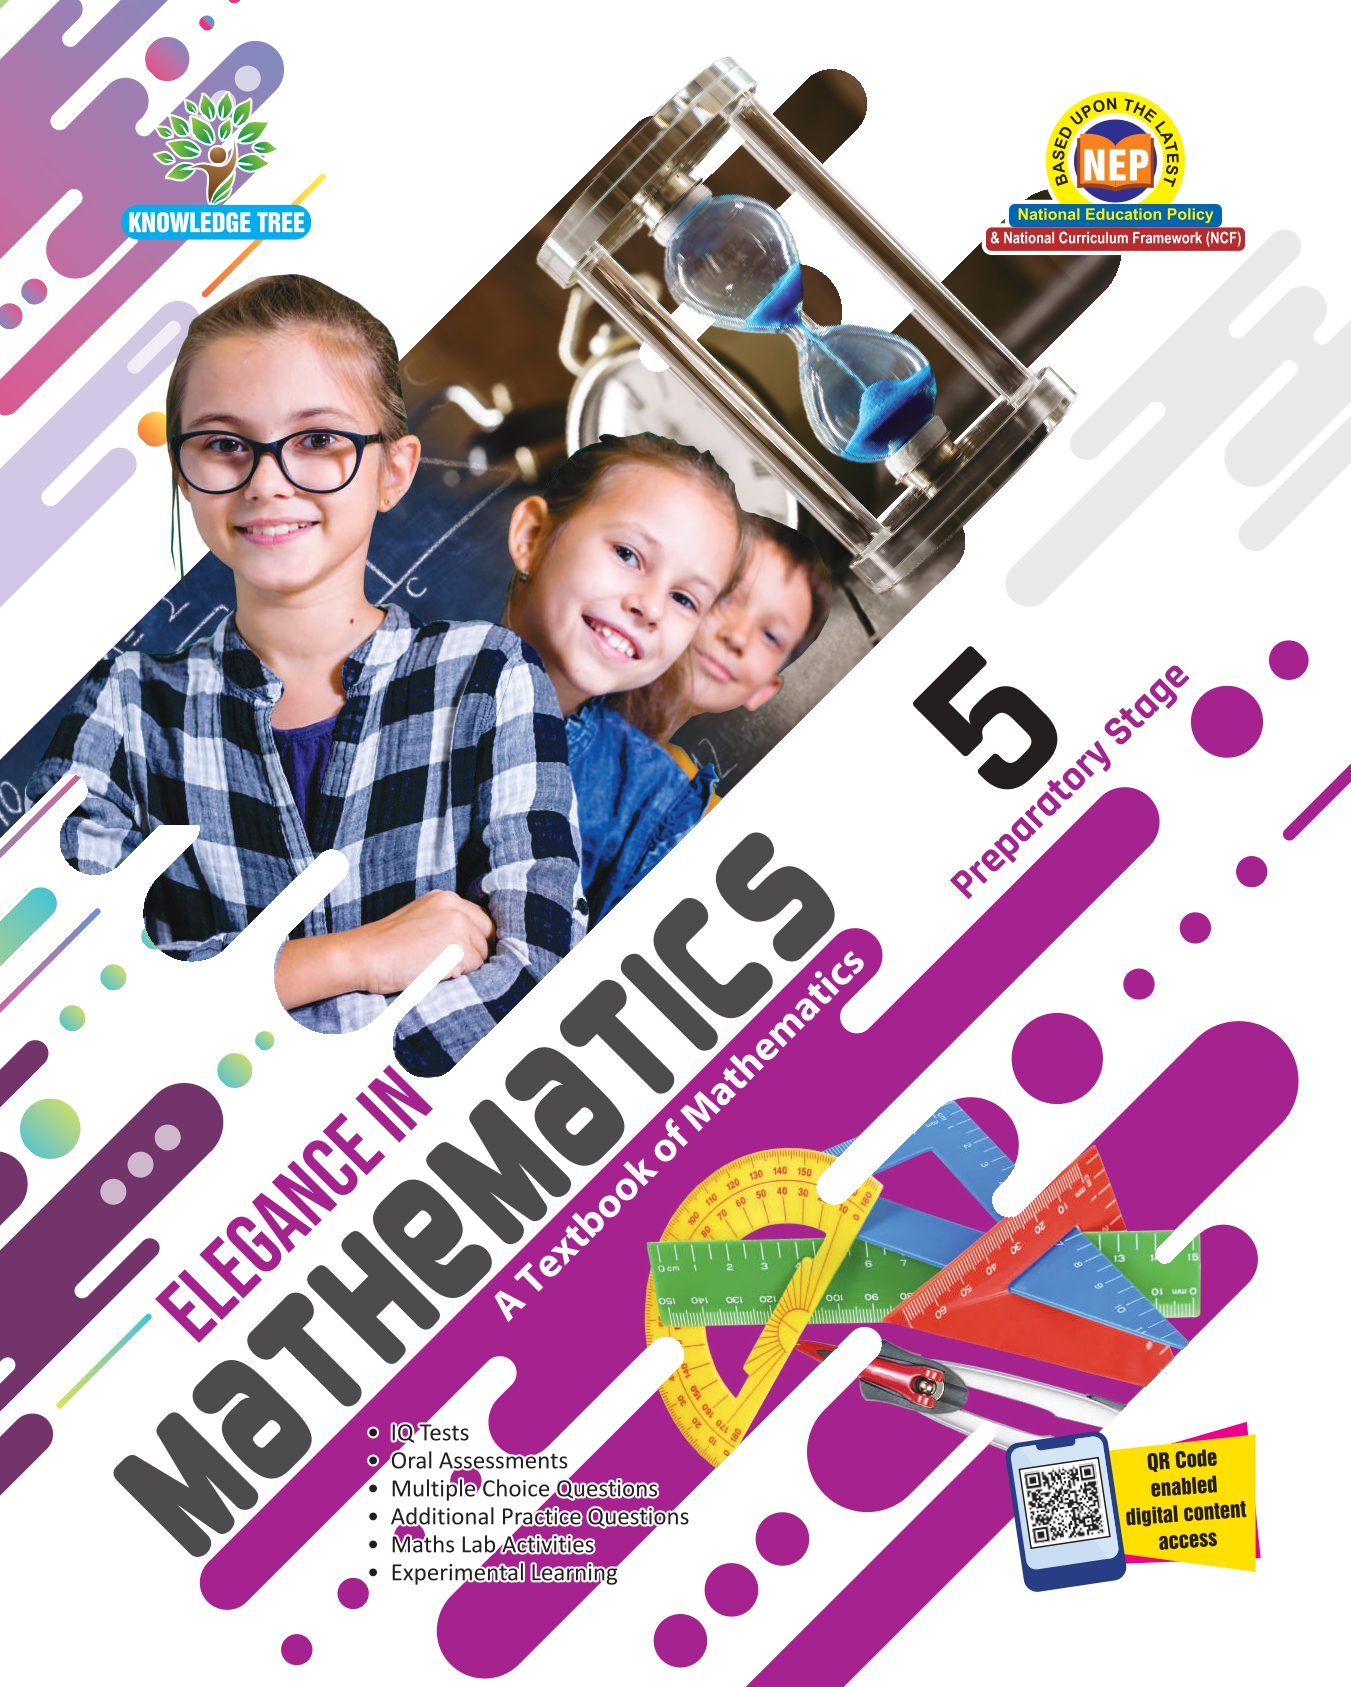 KNOWLEDGE TREE
BASED UPON THE LATEST
NEP
National Education Policy
& National Curriculum Framework (NCF)
5
Preparatory Stage
ELEGANCE IN
MaTHeMaTICS
A Textbook of Mathematics
• IQ Tests
• Oral Assessments
• Multiple Choice Questions
• Additional Practice Questions
• Maths Lab Activities
• Experimental Learning
QR Code
enabled
digital content
access